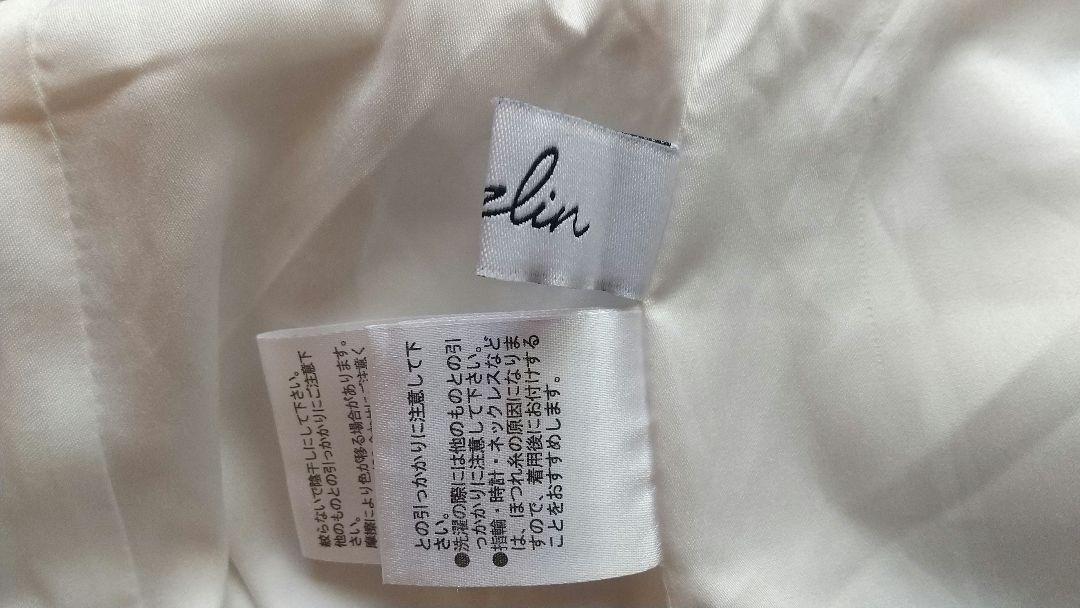 elin
絞らないで陰干しにして下さい。
他のものとの引っかかりにご注意下
さい。
摩擦により色が移る場合があります。
との引っかかりに注意して下
さい。
●洗濯の際には他のものとの引
っかかりに注意して下さい。
●指輪・時計・ネックレスなど
は、ほつれ糸の原因になりま
すので、着用後にお付けする
ことをおすすめします。